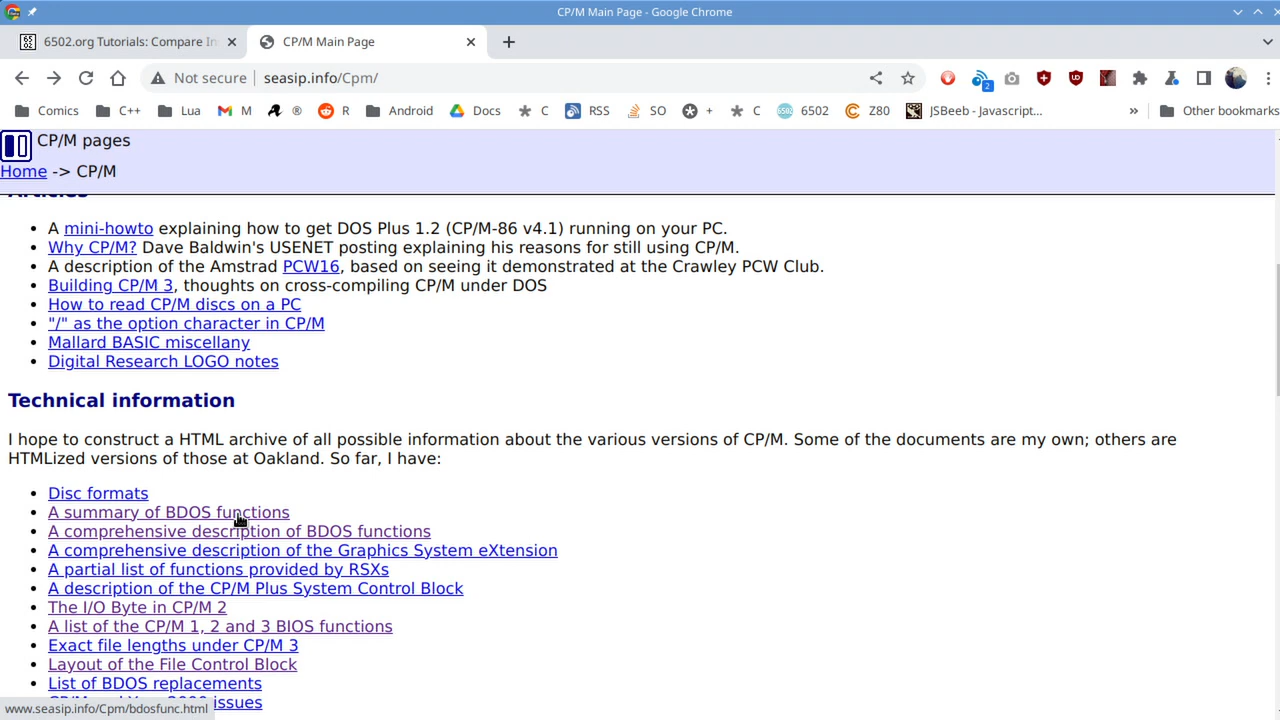 CP/M Main Page - Google Chrome
6502.org Tutorials: Compare In
CP/M Main Page
Not secure
seasip.info/Cpm/
2
Comics
C++
Lua
M
®
R
Android
Docs
C
RSS
SO
+
C
6502
Z80
JSBeeb - Javascript...
»
Other bookmarks
CP/M pages
Home -> CP/M
Articles
• A mini-howto explaining how to get DOS Plus 1.2 (CP/M-86 v4.1) running on your PC.
• Why CP/M? Dave Baldwin's USENET posting explaining his reasons for still using CP/M.
• A description of the Amstrad PCW16, based on seeing it demonstrated at the Crawley PCW Club.
• Building CP/M 3, thoughts on cross-compiling CP/M under DOS
• How to read CP/M discs on a PC
• "/" as the option character in CP/M
• Mallard BASIC miscellany
• Digital Research LOGO notes
Technical information
I hope to construct a HTML archive of all possible information about the various versions of CP/M. Some of the documents are my own; others are
HTMLized versions of those at Oakland. So far, I have:
• Disc formats
• A summary of BDOS functions
• A comprehensive description of BDOS functions
• A comprehensive description of the Graphics System eXtension
• A partial list of functions provided by RSXs
• A description of the CP/M Plus System Control Block
• The I/O Byte in CP/M 2
• A list of the CP/M 1, 2 and 3 BIOS functions
• Exact file lengths under CP/M 3
• Layout of the File Control Block
• List of BDOS replacements
issues
www.seasip.info/Cpm/bdosfunc.html